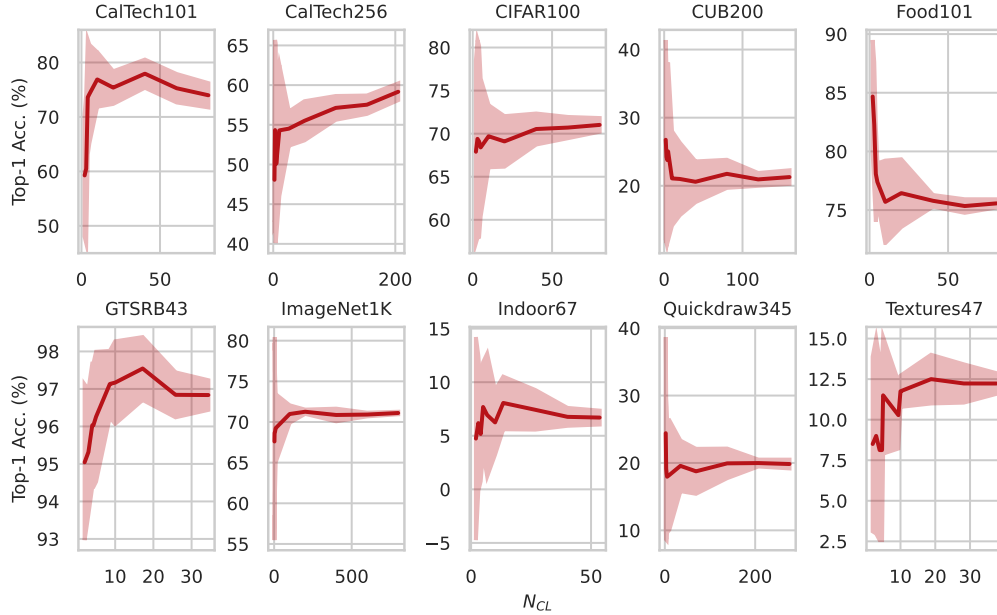 CalTech101 CalTech256 CIFAR100 CUB200 Food101
Top-1 Acc. (%)
80 70 60 50
0 50
65 60 55 50 45 40
0 200
80 75 70 65 60
0 50
40 30 20
0 100
90 85 80 75
0 50
GTSRB43 ImageNet1K Indoor67 Quickdraw345 Textures47
Top-1 Acc. (%)
98 97 96 95 94 93
10 20 30
80 75 70 65 60 55
500
15 10 5 0 −5
0 50
40 30 20 10
0 200
15.0 12.5 10.0 7.5 5.0 2.5
10 20 30
N_CL